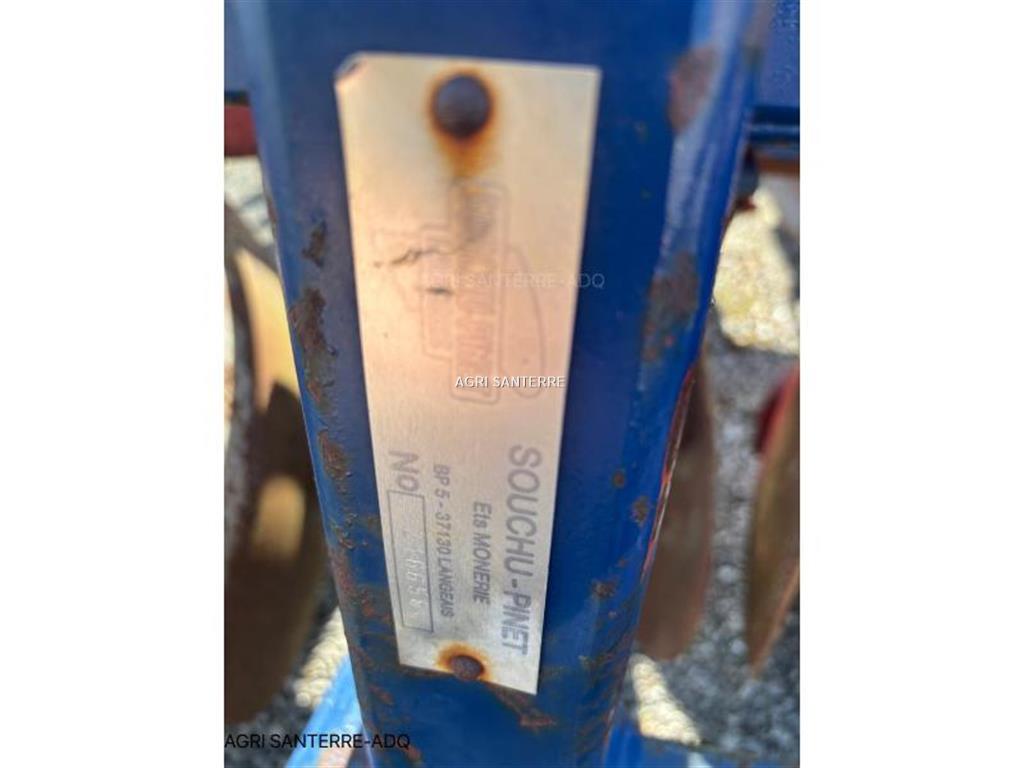 SOUCHU-PINET
Ets MONERIE
BP 5 - 37130 LANGEAIS
No
AGRI SANTERRE-ADQ
AGRI SANTERRE
AGRI SANTERRE-ADQ